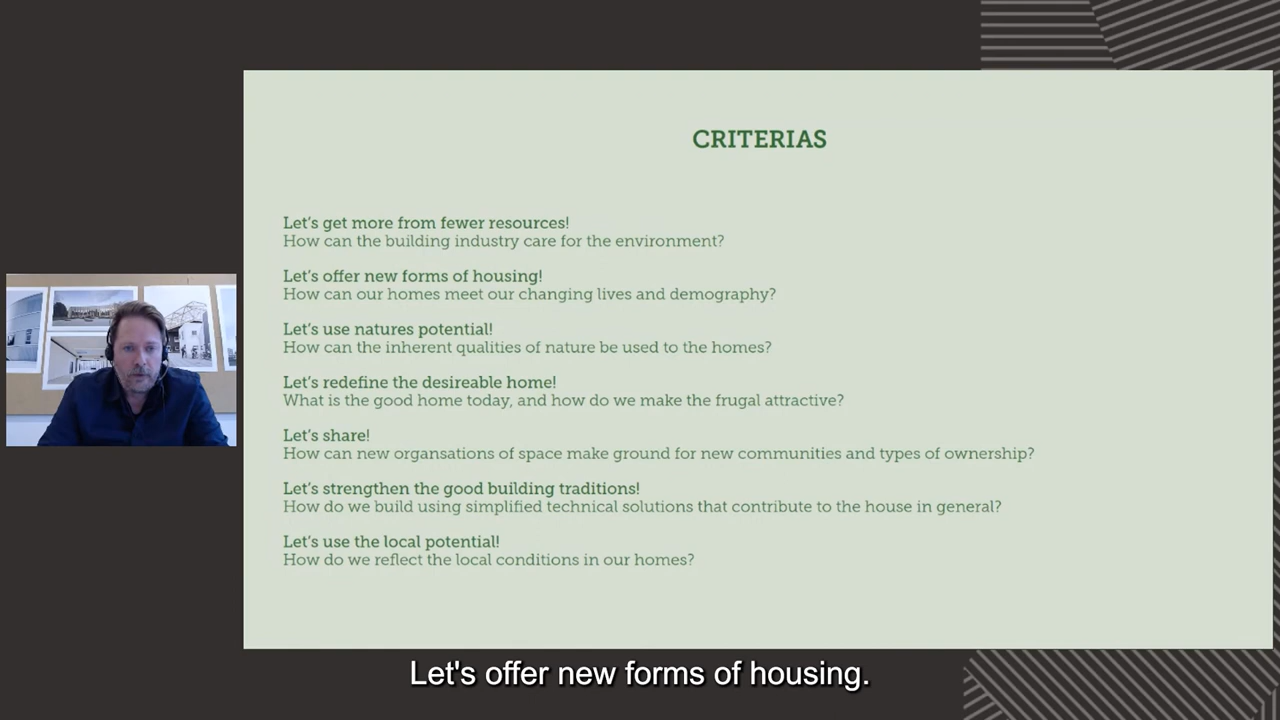 CRITERIAS
Let's get more from fewer resources!
How can the building industry care for the environment?
Let's offer new forms of housing!
How can our homes meet our changing lives and demography?
Let's use natures potential!
How can the inherent qualities of nature be used to the homes?
Let's redefine the desireable home!
What is the good home today, and how do we make the frugal attractive?
Let's share!
How can new organsations of space make ground for new communities and types of ownership?
Let's strengthen the good building traditions!
How do we build using simplified technical solutions that contribute to the house in general?
Let's use the local potential!
How do we reflect the local conditions in our homes?
Let's offer new forms of housing.